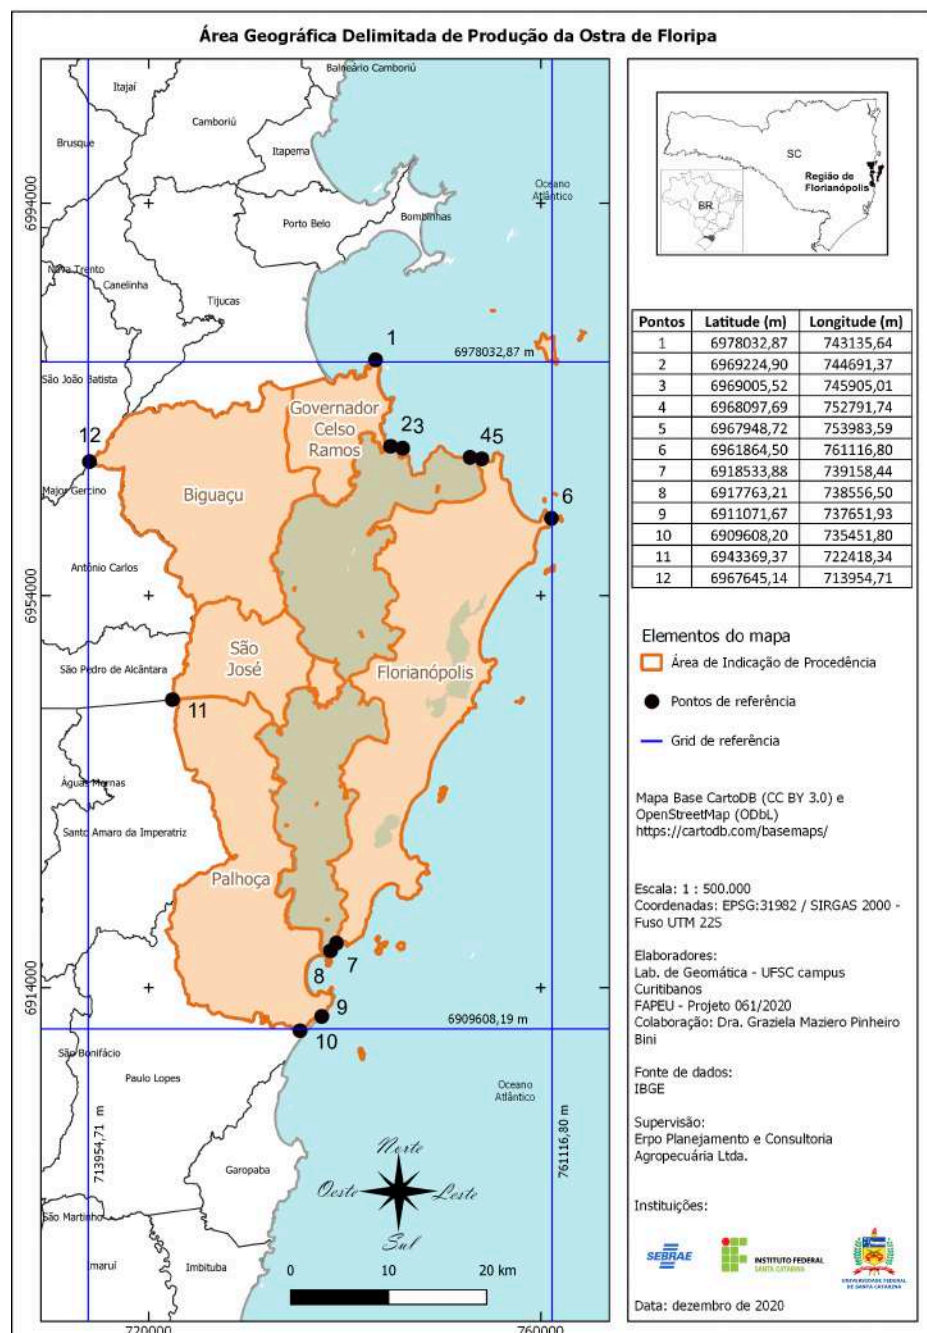 Área Geográfica Delimitada de Produção da Ostra de Floripa
Balneário Camboriú
Itajaí
Camboriú
Brusque
Itapema
Oceano
Atlântico
Porto Belo
Bombinhas
Nova Trento
Canelinha
Tijucas
6994000
1
6978032,87 m
São João Batista
Governador
Celso
Ramos
12
23
45
Major Gercino
Biguaçu
6
Antônio Carlos
6954000
São
José
São Pedro de Alcântara
Florianópolis
11
Águas Mornas
Santo Amaro da Imperatriz
Palhoça
7
8
6914000
9
6909608,19 m
10
São Bonifácio
Paulo Lopes
Oceano
Atlântico
713954,71 m
761116,80 m
Garopaba
Norte
Oeste
Leste
Sul
São Martinho
Imaruí
Imbituba
0 10 20 km
720000
760000
SC
Região de
Florianópolis
BR
Pontos Latitude (m) Longitude (m)
1 6978032,87 743135,64
2 6969224,90 744691,37
3 6969005,52 745905,01
4 6968097,69 752791,74
5 6967948,72 753983,59
6 6961864,50 761116,80
7 6918533,88 739158,44
8 6917763,21 738556,50
9 6911071,67 737651,93
10 6909608,20 735451,80
11 6943369,37 722418,34
12 6967645,14 713954,71
Elementos do mapa
Área de Indicação de Procedência
Pontos de referência
Grid de referência
Mapa Base CartoDB (CC BY 3.0) e
OpenStreetMap (ODbL)
https://cartodb.com/basemaps/
Escala: 1 : 500.000
Coordenadas: EPSG:31982 / SIRGAS 2000 -
Fuso UTM 22S
Elaboradores:
Lab. de Geomática - UFSC campus
Curitibanos
FAPEU - Projeto 061/2020
Colaboração: Dra. Graziela Maziero Pinheiro
Bini
Fonte de dados:
IBGE
Supervisão:
Erpo Planejamento e Consultoria
Agropecuária Ltda.
Instituições:
SEBRAE
INSTITUTO FEDERAL
SANTA CATARINA
UNIVERSIDADE FEDERAL
DE SANTA CATARINA
Data: dezembro de 2020